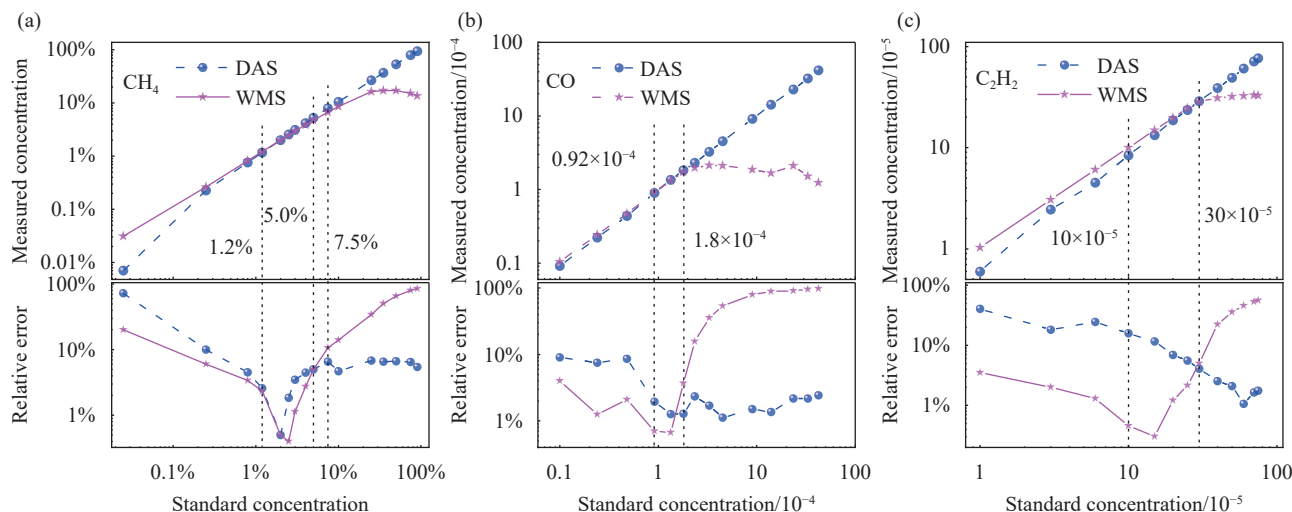 (a)
Measured concentration
100%
10%
1%
0.1%
0.01%
CH₄
DAS
WMS
1.2%
5.0%
7.5%
Relative error
100%
10%
1%
0.1%
1%
10%
100%
Standard concentration
(b)
Measured concentration/10⁻⁴
100
10
1
0.1
CO
DAS
WMS
0.92×10⁻⁴
1.8×10⁻⁴
Relative error
100%
10%
1%
0.1
1
10
100
Standard concentration/10⁻⁴
(c)
Measured concentration/10⁻⁵
100
10
1
C₂H₂
DAS
WMS
10×10⁻⁵
30×10⁻⁵
Relative error
100%
10%
1%
1
10
100
Standard concentration/10⁻⁵